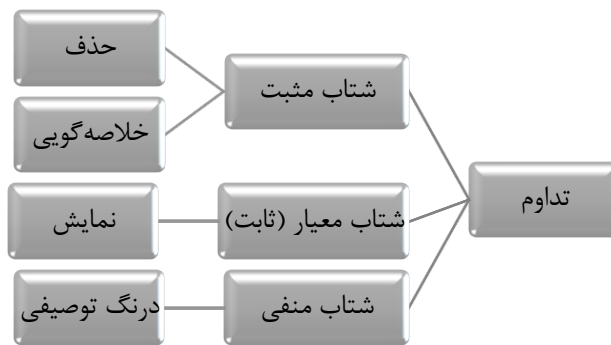 تداوم
شتاب مثبت
حذف
خلاصه‌گویی
شتاب معیار (ثابت)
نمایش
شتاب منفی
درنگ توصیفی